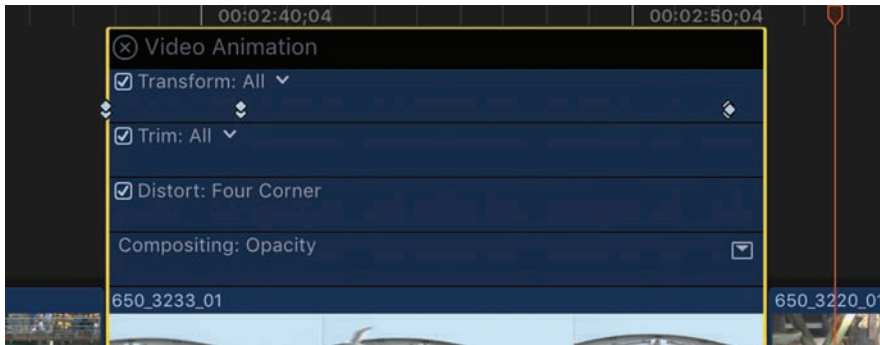 00:02:40;04
00:02:50;04
Video Animation
Transform: All
Trim: All
Distort: Four Corner
Compositing: Opacity
650_3233_01
650_3220_01